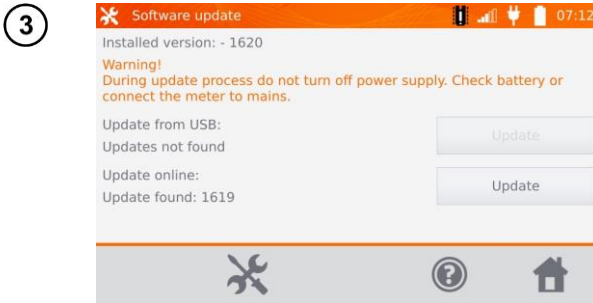 3
Software update
07:12
Installed version: - 1620
Warning!
During update process do not turn off power supply. Check battery or
connect the meter to mains.
Update from USB:
Update
Updates not found
Update online:
Update
Update found: 1619
?